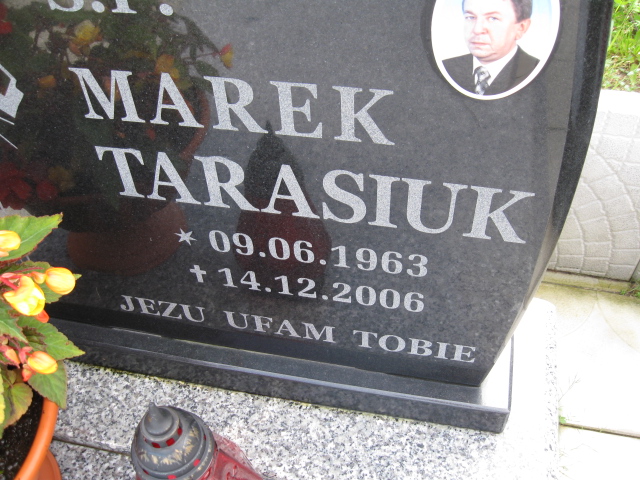 Ś.P.
MAREK
TARASIUK
* 09.06.1963
✝ 14.12.2006
JEZU UFAM TOBIE